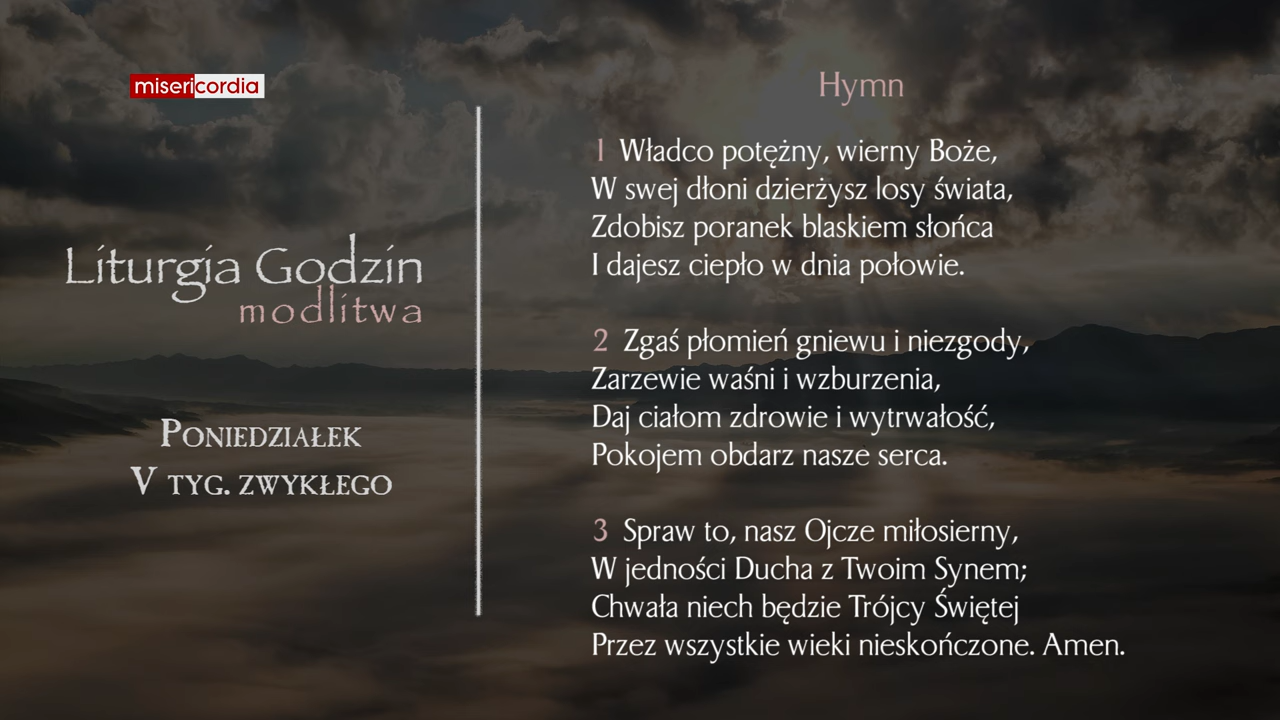 misericordia
Liturgia Godzin
modlitwa
Poniedziałek
V tyg. zwykłego
Hymn
1 Władco potężny, wierny Boże,
W swej dłoni dzierżysz losy świata,
Zdobisz poranek blaskiem słońca
I dajesz ciepło w dnia połowie.
2 Zgaś płomień gniewu i niezgody,
Zarzewie waśni i wzburzenia,
Daj ciałom zdrowie i wytrwałość,
Pokojem obdarz nasze serca.
3 Spraw to, nasz Ojcze miłosierny,
W jedności Ducha z Twoim Synem;
Chwała niech będzie Trójcy Świętej
Przez wszystkie wieki nieskończone. Amen.